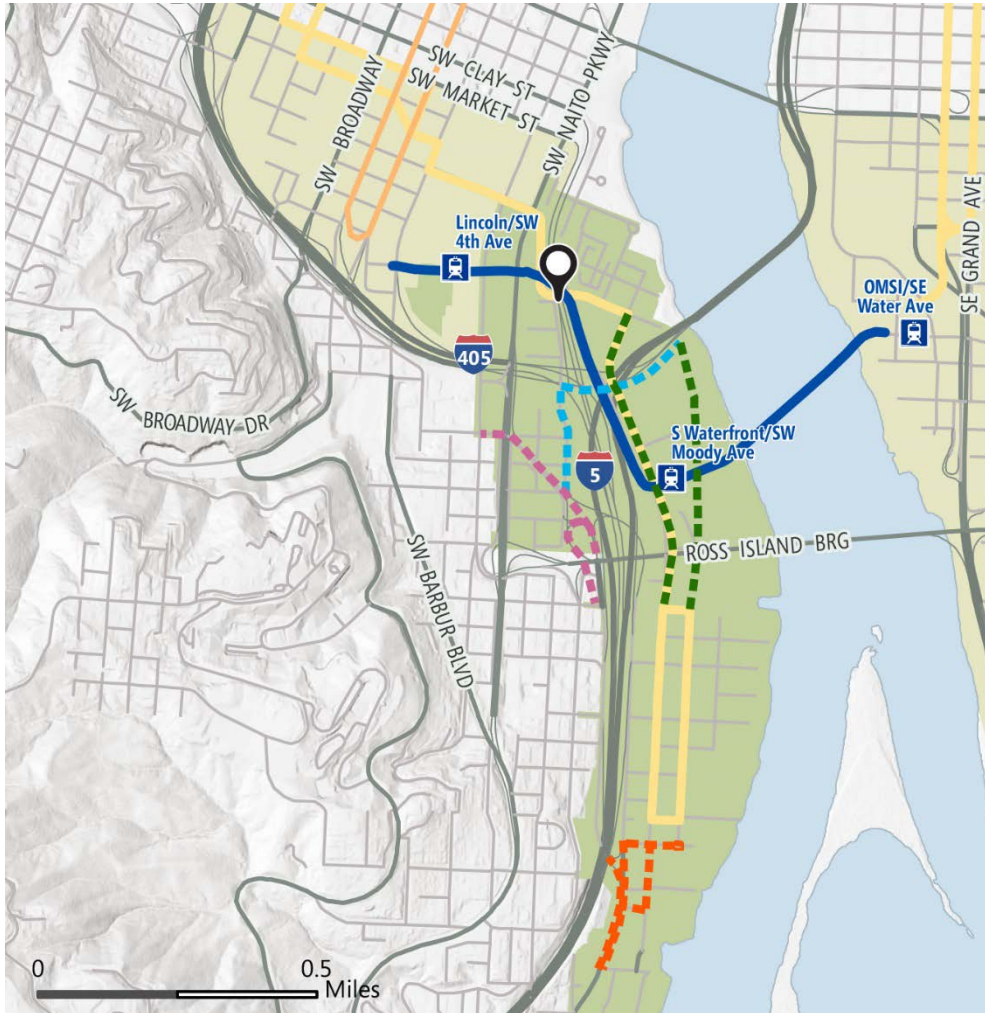 SW CLAY ST
SW MARKET ST
SW BROADWAY
SW NAITO PKWY
SE GRAND AVE
Lincoln/SW
4th Ave
OMSI/SE
Water Ave
405
SW BROADWAY DR
S Waterfront/SW
Moody Ave
5
SW BARBUR BLVD
ROSS ISLAND BRG
0
0.5
Miles